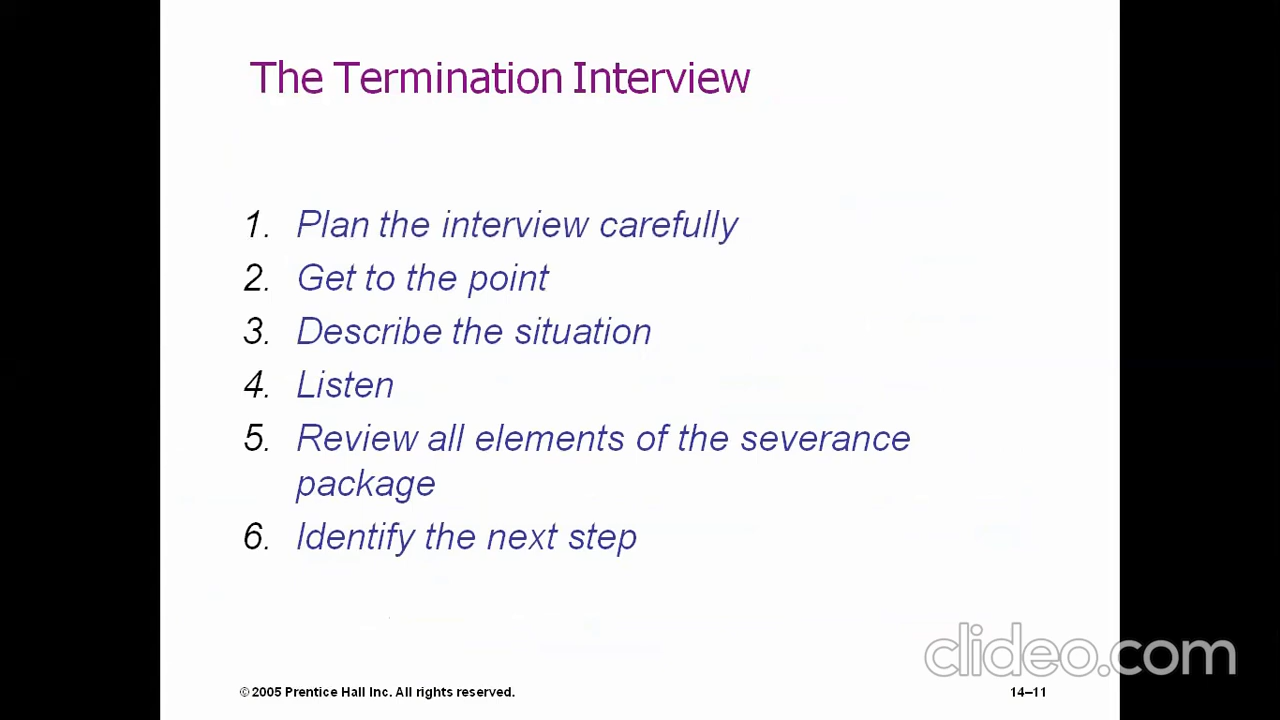 The Termination Interview
1. Plan the interview carefully
2. Get to the point
3. Describe the situation
4. Listen
5. Review all elements of the severance
package
6. Identify the next step
clideo.com
© 2005 Prentice Hall Inc. All rights reserved.
14–11